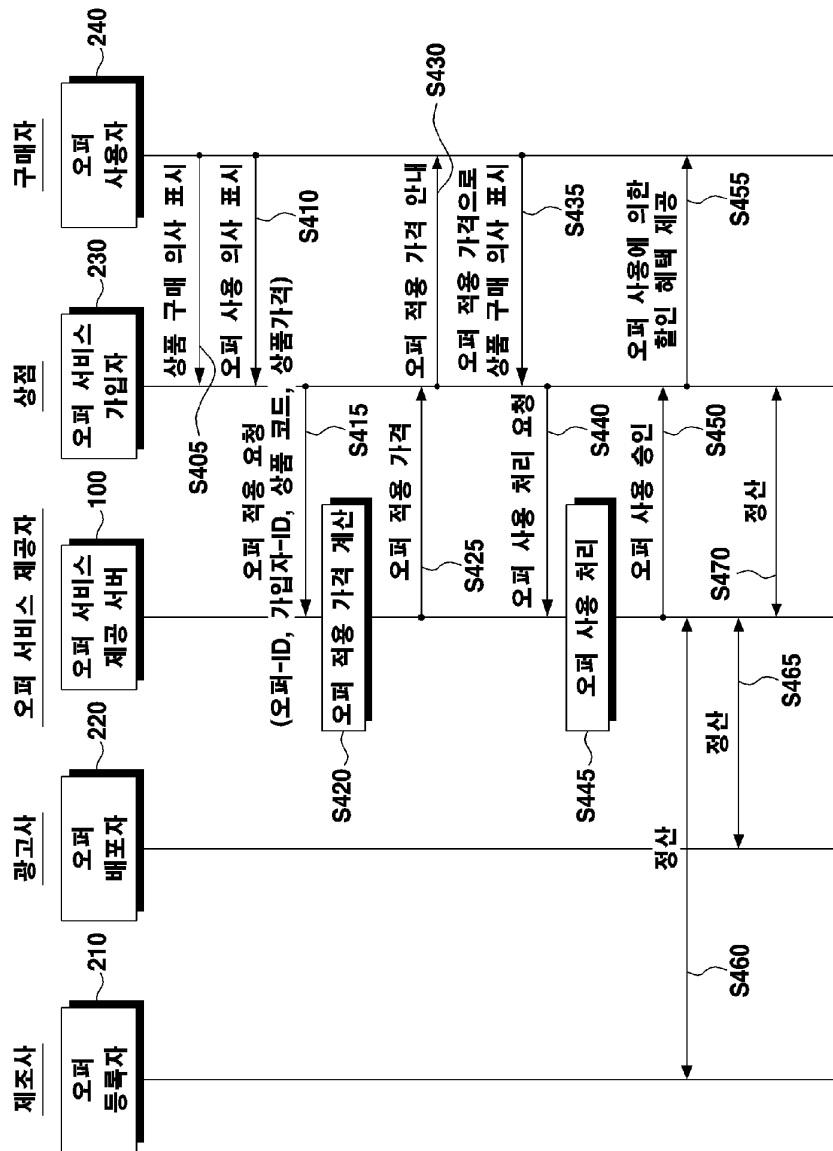 제조사
광고사
오퍼 서비스 제공자
상점
구매자
210
220
100
230
240
오퍼
등록자
오퍼
배포자
오퍼 서비스
제공 서버
오퍼 서비스
가입자
오퍼
사용자
상품 구매 의사 표시
S405
오퍼 사용 의사 표시
S410
오퍼 적용 요청
(오퍼-ID, 가입자-ID, 상품 코드, 상품가격)
S415
오퍼 적용 가격 계산
S420
오퍼 적용 가격
S425
오퍼 적용 가격 안내
S430
오퍼 적용 가격으로
상품 구매 의사 표시
S435
오퍼 사용 처리 요청
S440
오퍼 사용 처리
S445
오퍼 사용 승인
S450
오퍼 사용에 의한
할인 혜택 제공
S455
정산
S460
정산
S465
정산
S470